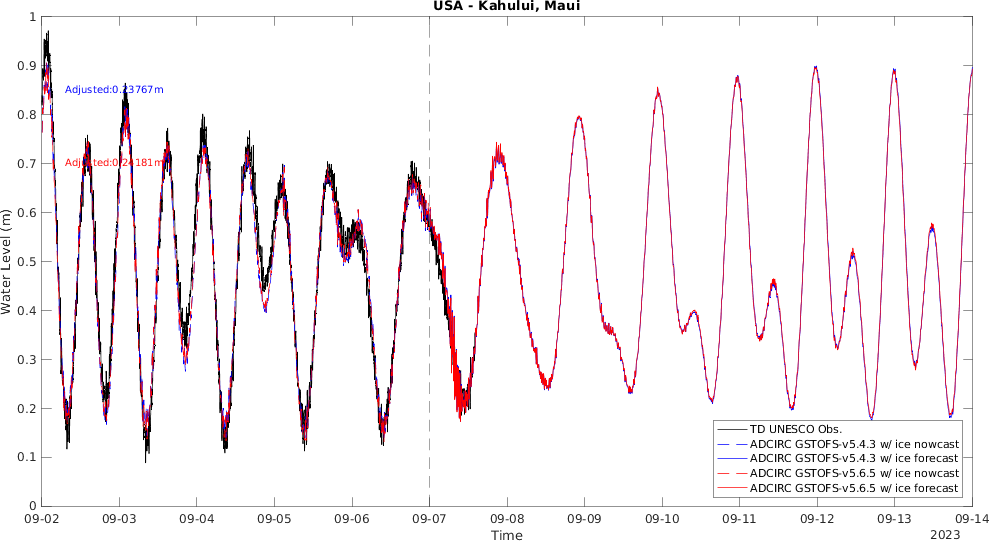 USA - Kahului, Maui
1
0.9
0.8
0.7
0.6
0.5
0.4
0.3
0.2
0.1
0
Water Level (m)
Adjusted:0.23767m
Adjusted:0.24181m
TD UNESCO Obs.
ADCIRC GSTOFS-v5.4.3 w/ ice nowcast
ADCIRC GSTOFS-v5.4.3 w/ ice forecast
ADCIRC GSTOFS-v5.6.5 w/ ice nowcast
ADCIRC GSTOFS-v5.6.5 w/ ice forecast
09-02 09-03 09-04 09-05 09-06 09-07 09-08 09-09 09-10 09-11 09-12 09-13 09-14
Time
2023